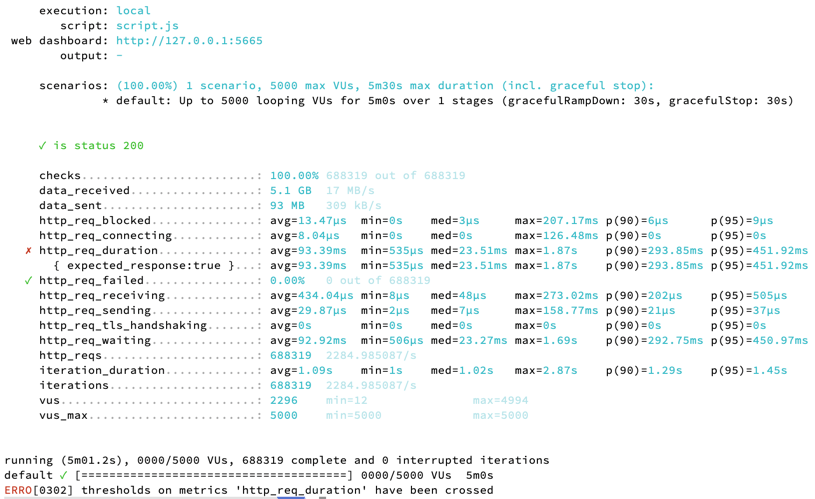 execution: local
script: script.js
web dashboard: http://127.0.0.1:5665
output: -
scenarios: (100.00%) 1 scenario, 5000 max VUs, 5m30s max duration (incl. graceful stop):
* default: Up to 5000 looping VUs for 5m0s over 1 stages (gracefulRampDown: 30s, gracefulStop: 30s)
✓ is status 200
checks.........................: 100.00% 688319 out of 688319
data_received..................: 5.1 GB 17 MB/s
data_sent......................: 93 MB 309 kB/s
http_req_blocked...............: avg=13.47µs min=0s med=3µs max=207.17ms p(90)=6µs p(95)=9µs
http_req_connecting............: avg=8.04µs min=0s med=0s max=126.48ms p(90)=0s p(95)=0s
✗ http_req_duration..............: avg=93.39ms min=535µs med=23.51ms max=1.87s p(90)=293.85ms p(95)=451.92ms
{ expected_response:true }...: avg=93.39ms min=535µs med=23.51ms max=1.87s p(90)=293.85ms p(95)=451.92ms
✓ http_req_failed................: 0.00% 0 out of 688319
http_req_receiving.............: avg=434.04µs min=8µs med=48µs max=273.02ms p(90)=202µs p(95)=505µs
http_req_sending...............: avg=29.87µs min=2µs med=7µs max=158.77ms p(90)=21µs p(95)=37µs
http_req_tls_handshaking.......: avg=0s min=0s med=0s max=0s p(90)=0s p(95)=0s
http_req_waiting...............: avg=92.92ms min=506µs med=23.27ms max=1.69s p(90)=292.75ms p(95)=450.97ms
http_reqs......................: 688319 2284.985087/s
iteration_duration.............: avg=1.09s min=1s med=1.02s max=2.87s p(90)=1.29s p(95)=1.45s
iterations.....................: 688319 2284.985087/s
vus............................: 2296 min=12 max=4994
vus_max........................: 5000 min=5000 max=5000
running (5m01.2s), 0000/5000 VUs, 688319 complete and 0 interrupted iterations
default ✓ [======================================] 0000/5000 VUs 5m0s
ERRO[0302] thresholds on metrics 'http_req_duration' have been crossed